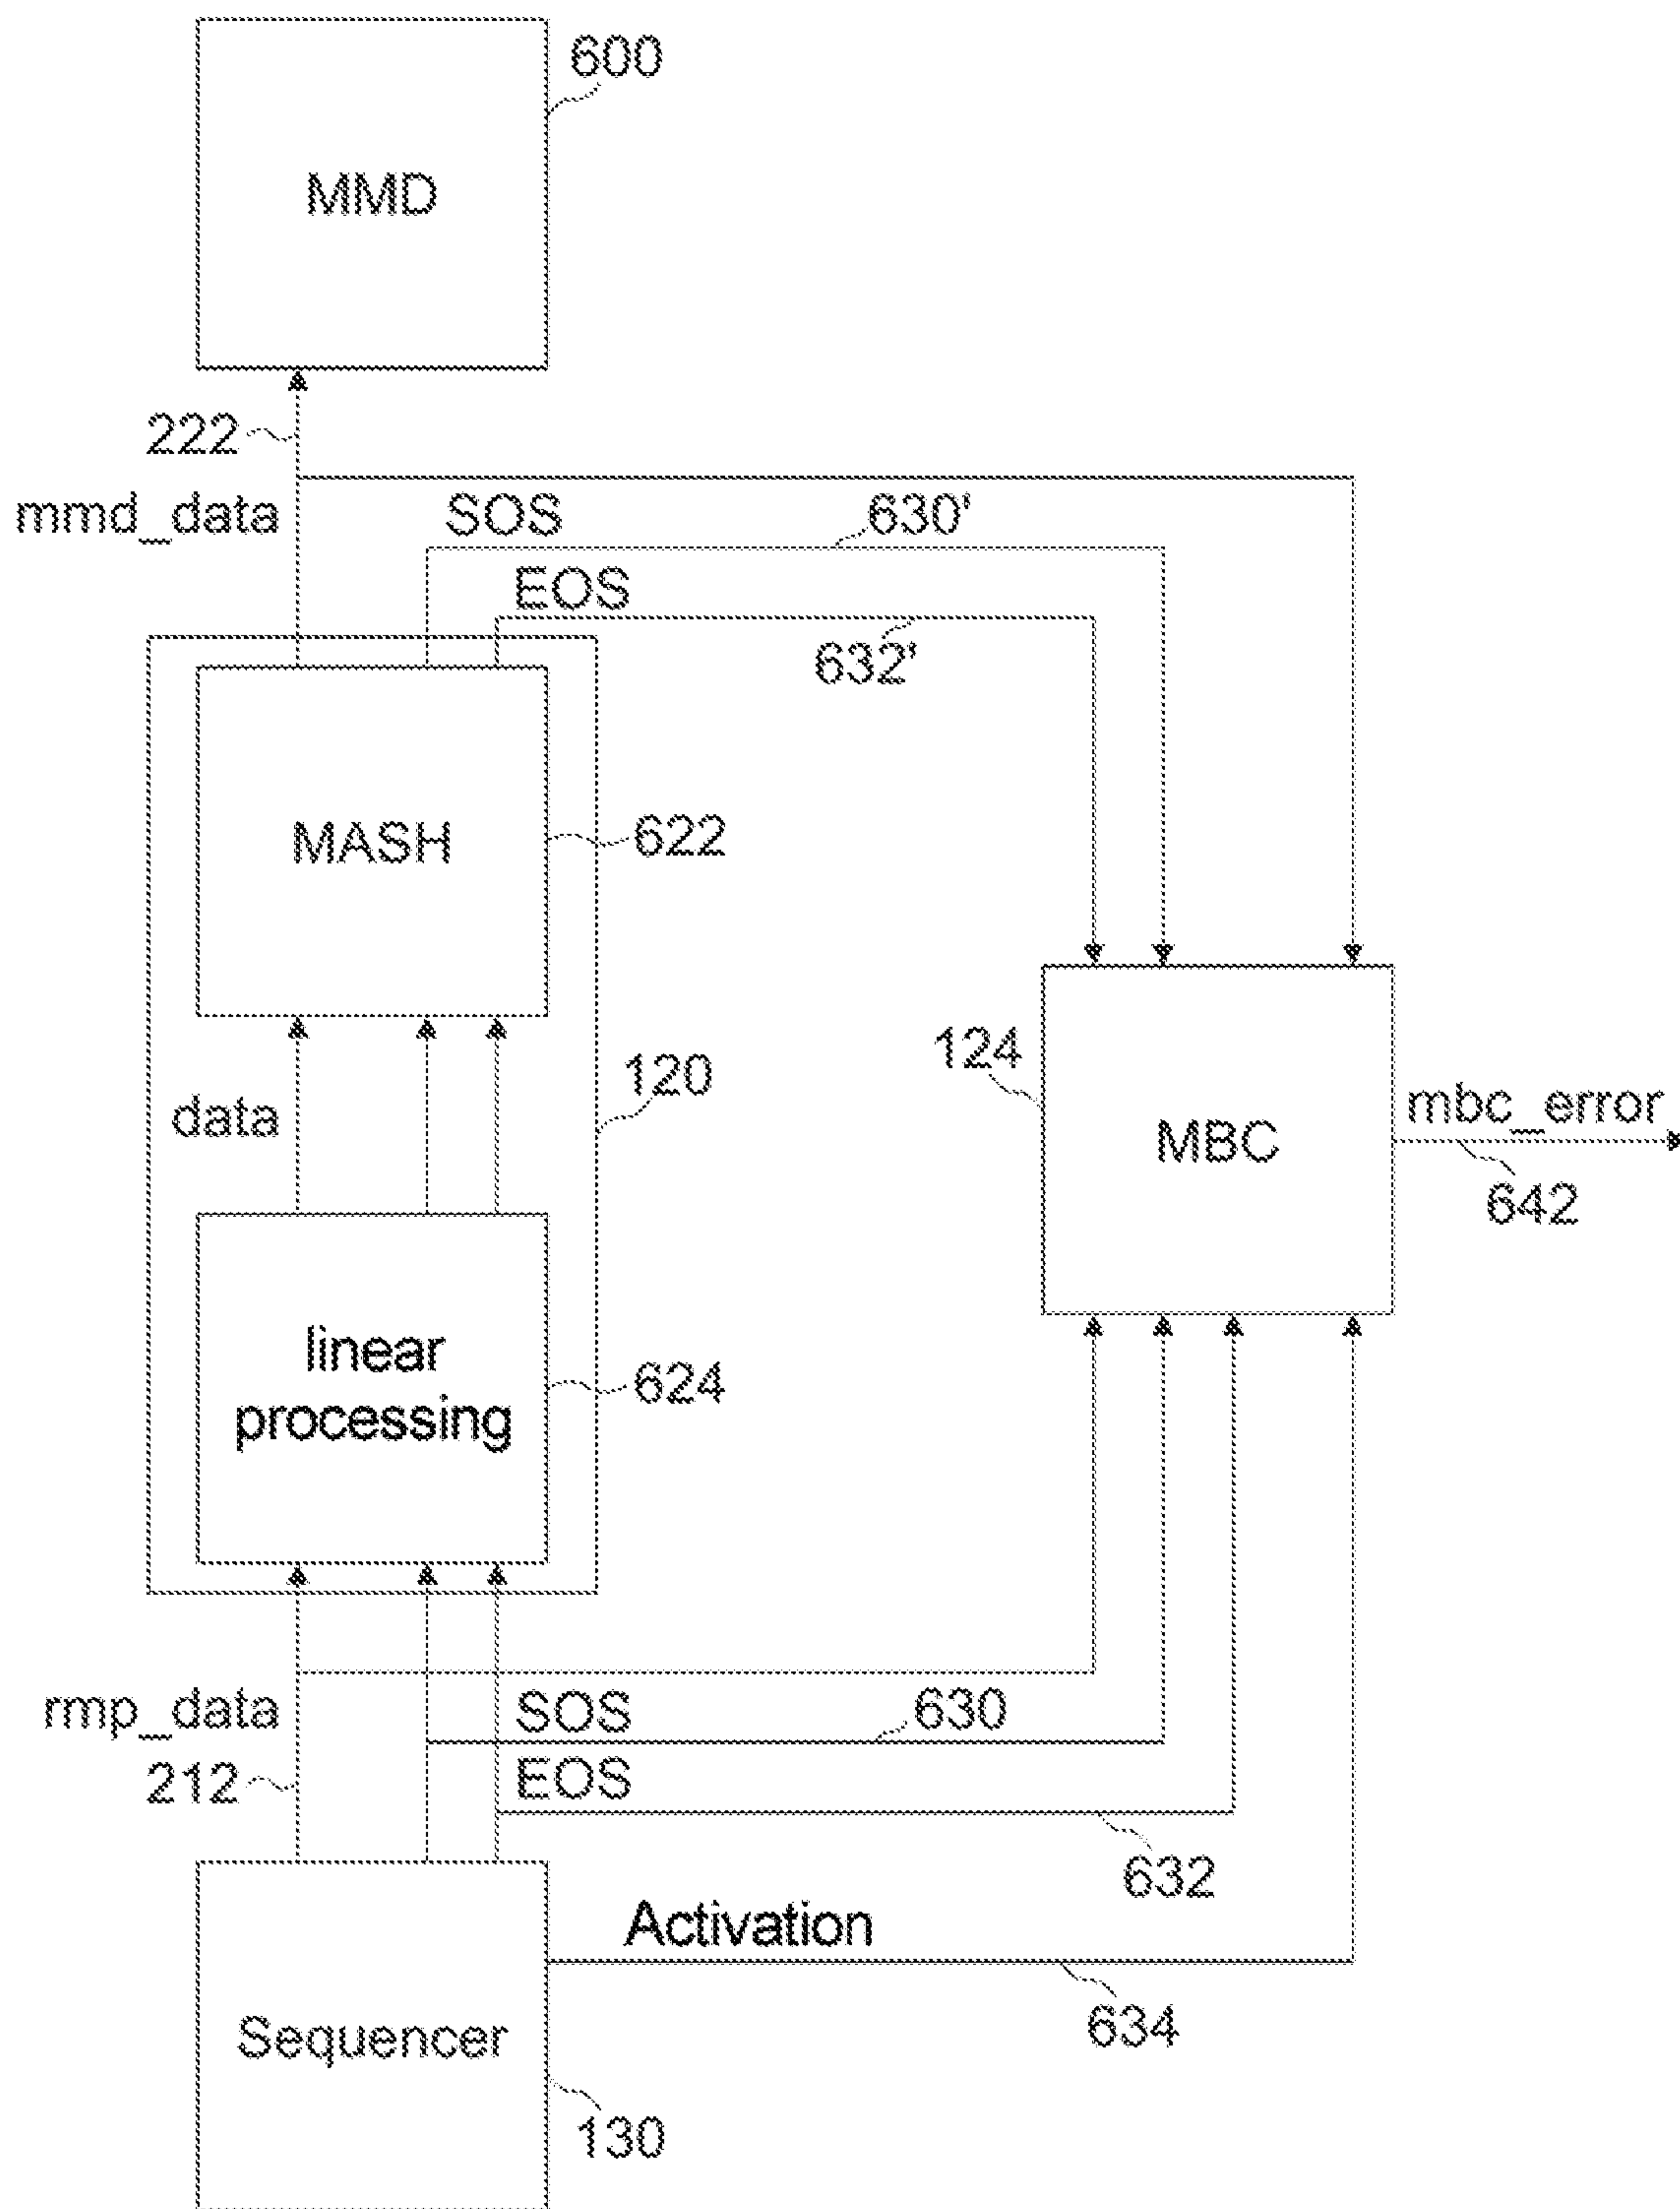 600
MMD
222
mmd_data
SOS
630'
EOS
632'
MASH
622
124
120
data
mbc_error
MBC
642
linear
processing
624
rmp_data
SOS
630
212
EOS
632
Activation
634
Sequencer
130